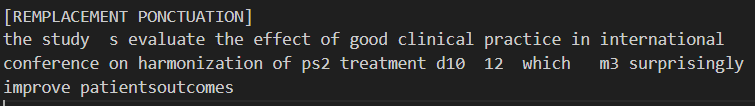 [REMPLACEMENT PONCTUATION]
the study  s evaluate the effect of good clinical practice in international
conference on harmonization of ps2 treatment d10  12  which   m3 surprisingly
improve patientsoutcomes